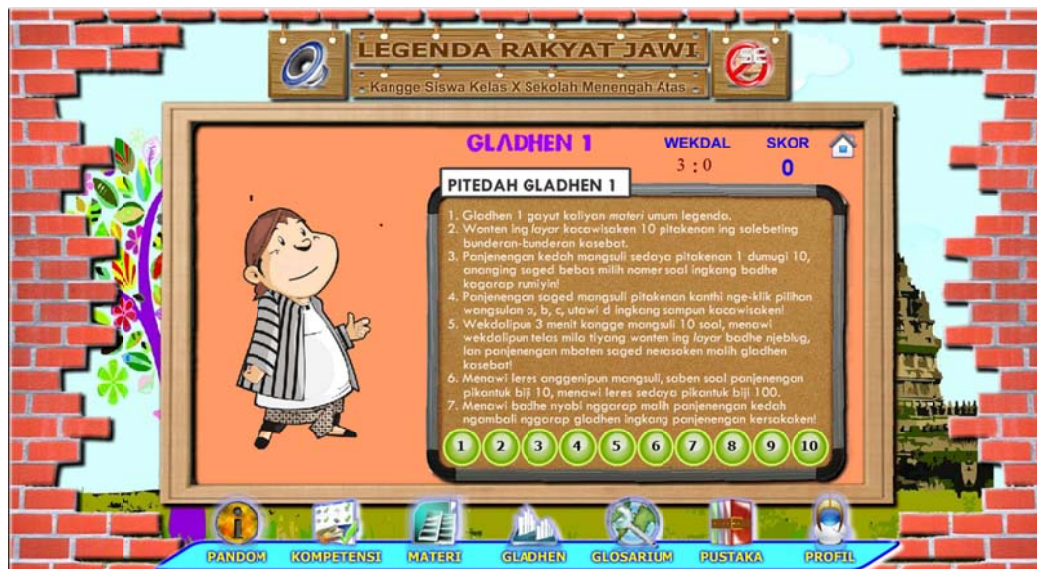 LEGENDA RAKYAT JAWI
Kangge Siswa Kelas X Sekolah Menengah Atas
GLADHEN 1
WEKDAL
SKOR
3 : 0
0
PITEDAH GLADHEN 1
1. Gladhen 1 gayut kaliyan materi umum legenda.
2. Wonten ing layar kacawisaken 10 pitakenan ing salebeting
bunderan-bunderan kasebat.
3. Panjenengan kedah mangsuli sedaya pitakenan 1 dumugi 10,
ananging saged bebas milih nomer soal ingkang badhe
kagarap rumiyin!
4. Panjenengan saged mangsuli pitakenan kanthi nge-klik pilihan
wangsulan a, b, c, utawi d ingkang sampun kacawisaken!
5. Wekdalipun 3 menit kangge mangsuli 10 soal, menawi
wekdalipun telas mila tiyang wonten ing layar badhe njeblug,
lan panjenengan mboten saged nerasaken malih gladhen
kasebat!
6. Menawi leres anggenipun mangsuli, saben soal panjenengan
pikantuk biji 10, menawi leres sedaya pikantuk biji 100.
7. Menawi badhe nyobi nggarap malih panjenengan kedah
ngambali nggarap gladhen ingkang panjenengan kersakaken!
1 2 3 4 5 6 7 8 9 10
PANDOM KOMPETENSI MATERI GLADHEN GLOSARIUM PUSTAKA PROFIL